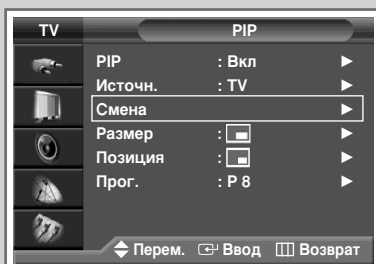 TV PIP
PIP : Вкл
Источн. : TV
Смена
Размер :
Позиция :
Прог. : P 8
Перем. Ввод Возврат